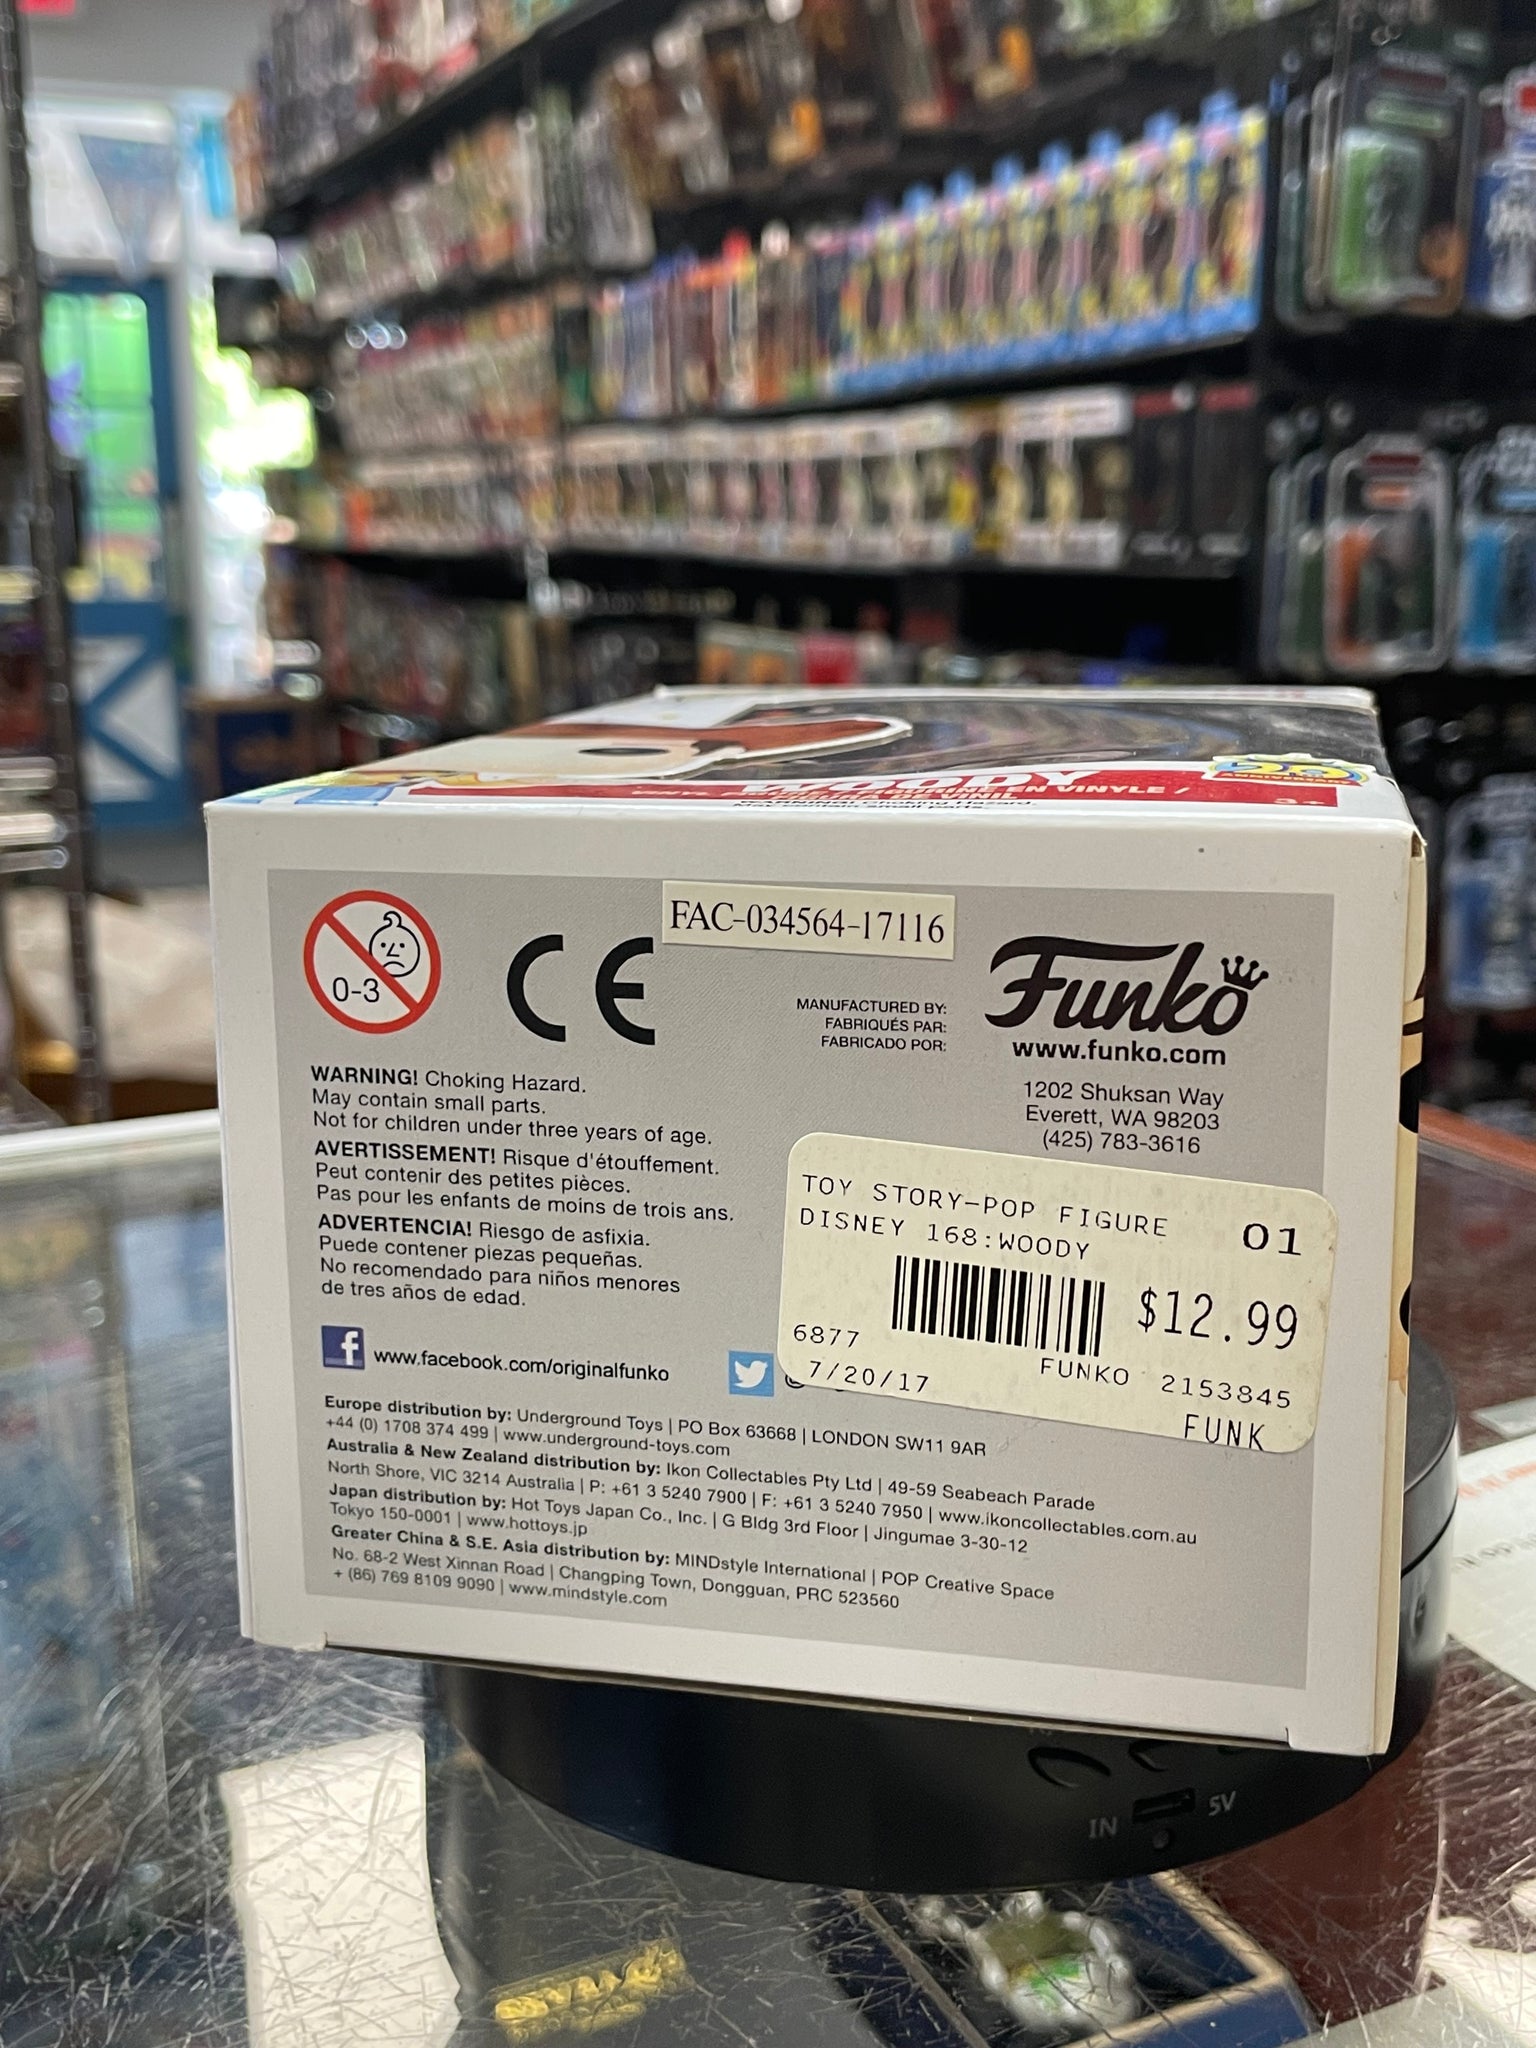 WOODY
FAC-034564-17116
0-3
CE
MANUFACTURED BY:
FABRIQUÉS PAR:
FABRICADO POR:
Funko
www.funko.com
1202 Shuksan Way
Everett, WA 98203
(425) 783-3616
WARNING! Choking Hazard.
May contain small parts.
Not for children under three years of age.
AVERTISSEMENT! Risque d'étouffement.
Peut contenir des petites pièces.
Pas pour les enfants de moins de trois ans.
ADVERTENCIA! Riesgo de asfixia.
Puede contener piezas pequeñas.
No recomendado para niños menores
de tres años de edad.
TOY STORY-POP FIGURE
DISNEY 168:WOODY
01
$12.99
6877
FUNKO 2153845
7/20/17
FUNK
f www.facebook.com/originalfunko
Europe distribution by: Underground Toys | PO Box 63668 | LONDON SW11 9AR
+44 (0) 1708 374 499 | www.underground-toys.com
Australia & New Zealand distribution by: Ikon Collectables Pty Ltd | 49-59 Seabeach Parade
North Shore, VIC 3214 Australia | P: +61 3 5240 7900 | F: +61 3 5240 7950 | www.ikoncollectables.com.au
Japan distribution by: Hot Toys Japan Co., Inc. | G Bldg 3rd Floor | Jingumae 3-30-12
Tokyo 150-0001 | www.hottoys.jp
Greater China & S.E. Asia distribution by: MINDstyle International | POP Creative Space
No. 68-2 West Xinnan Road | Changping Town, Dongguan, PRC 523560
+ (86) 769 8109 9090 | www.mindstyle.com
IN 5V